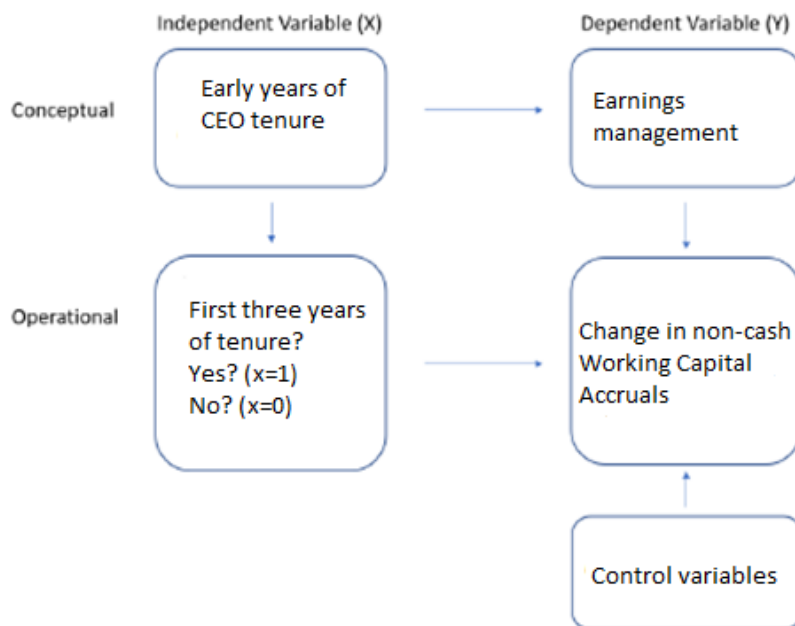 Independent Variable (X)
Dependent Variable (Y)
Conceptual
Early years of
CEO tenure
Earnings
management
Operational
First three years
of tenure?
Yes? (x=1)
No? (x=0)
Change in non-cash
Working Capital
Accruals
Control variables